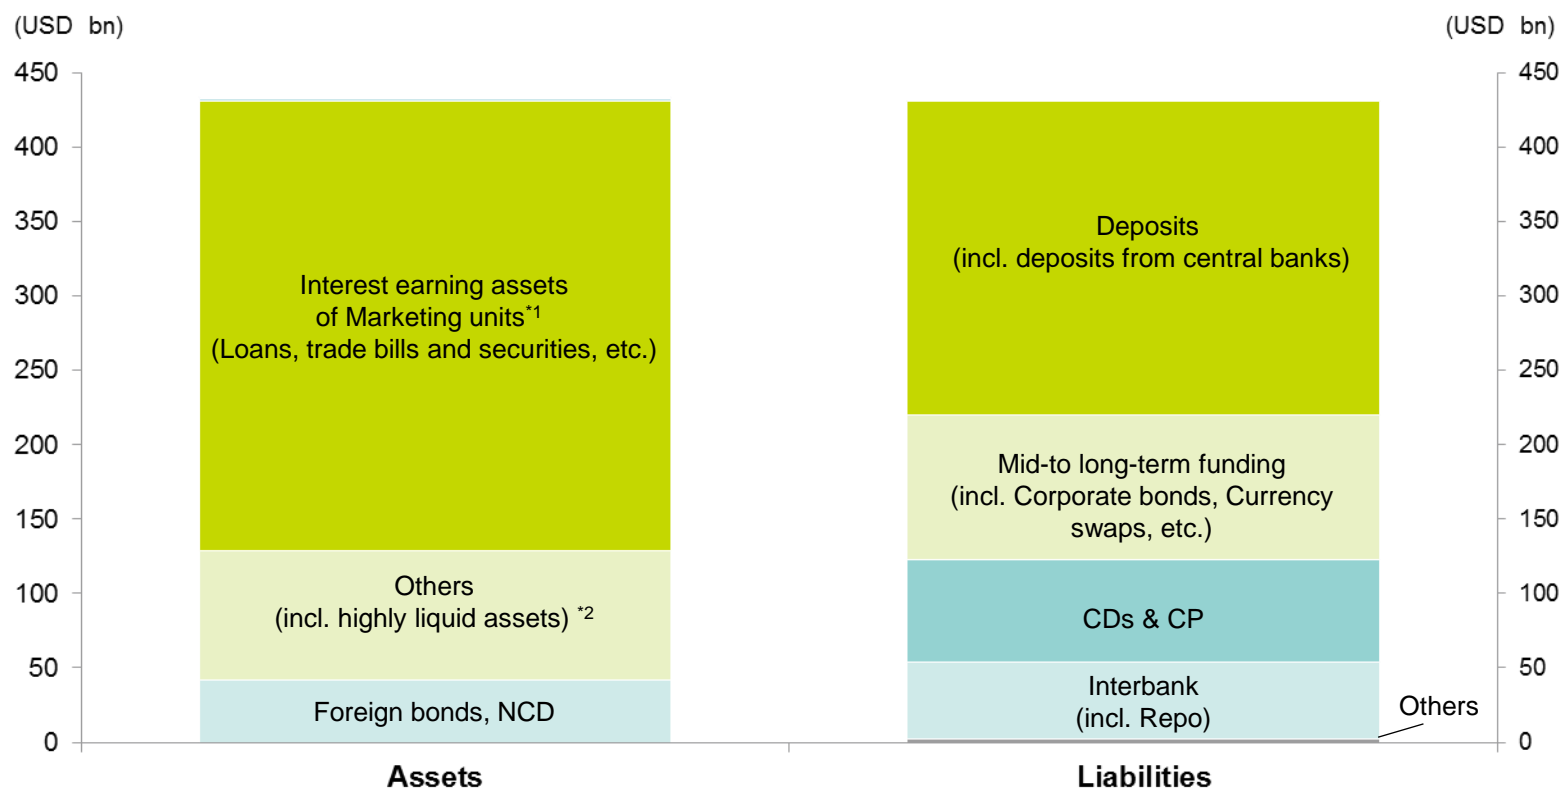 (USD bn)
(USD bn)
450
400
350
300
250
200
150
100
50
0
Interest earning assets
of Marketing units*1
(Loans, trade bills and securities, etc.)
Others
(incl. highly liquid assets) *2
Foreign bonds, NCD
Deposits
(incl. deposits from central banks)
Mid-to long-term funding
(incl. Corporate bonds, Currency
swaps, etc.)
CDs & CP
Interbank
(incl. Repo)
Others
450
400
350
300
250
200
150
100
50
0
Assets
Liabilities